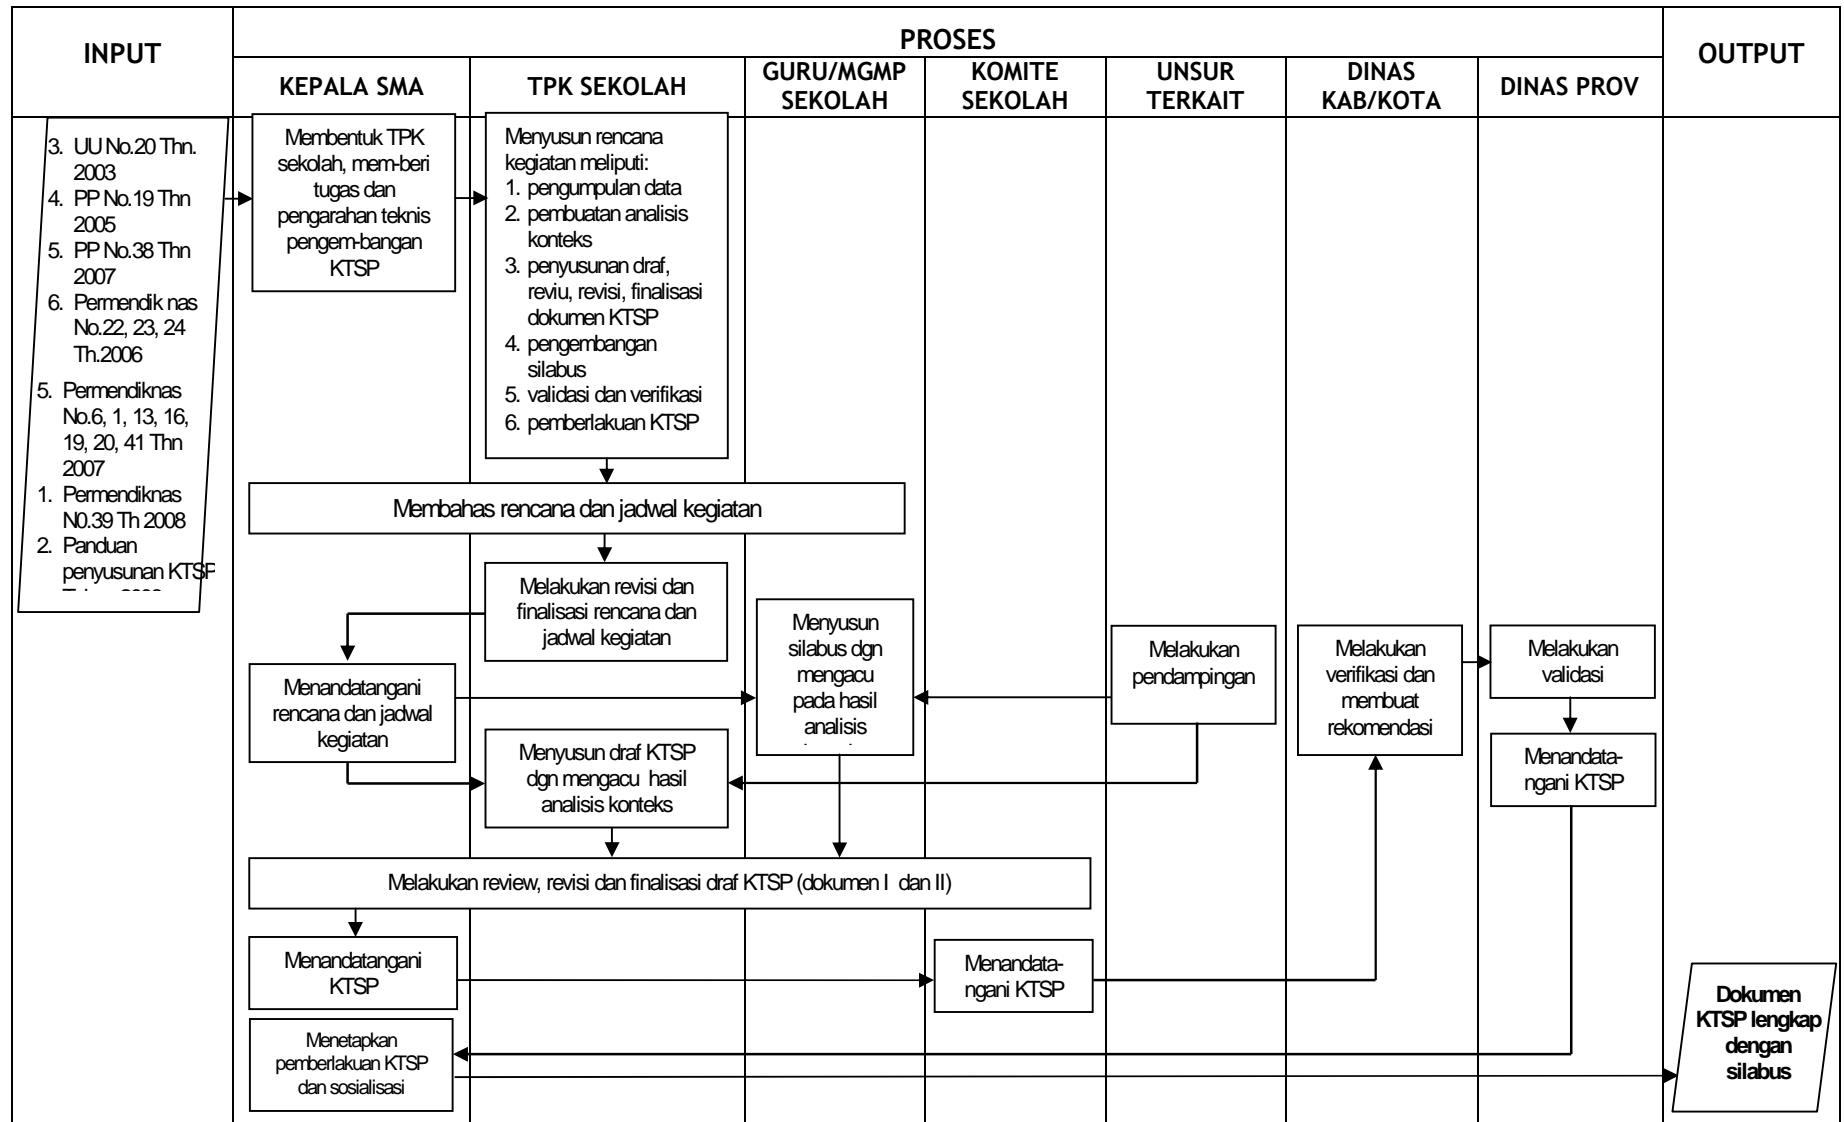 INPUT
PROSES
OUTPUT
KEPALA SMA
TPK SEKOLAH
GURU/MGMP
SEKOLAH
KOMITE
SEKOLAH
UNSUR
TERKAIT
DINAS
KAB/KOTA
DINAS PROV
3. UU No.20 Thn.
2003
4. PP No.19 Thn
2005
5. PP No.38 Thn
2007
6. Permendik nas
No.22, 23, 24
Th.2006
5. Permendiknas
No.6, 1, 13, 16,
19, 20, 41 Thn
2007
1. Permendiknas
N0.39 Th 2008
2. Panduan
penyusunan KTSP
Membentuk TPK
sekolah, mem-beri
tugas dan
pengarahan teknis
pengem-bangan
KTSP
Menyusun rencana
kegiatan meliputi:
1. pengumpulan data
2. pembuatan analisis
konteks
3. penyusunan draf,
reviu, revisi, finalisasi
dokumen KTSP
4. pengembangan
silabus
5. validasi dan verifikasi
6. pemberlakuan KTSP
Membahas rencana dan jadwal kegiatan
Melakukan revisi dan
finalisasi rencana dan
jadwal kegiatan
Menandatangani
rencana dan jadwal
kegiatan
Menyusun
silabus dgn
mengacu
pada hasil
analisis
Melakukan
pendampingan
Melakukan
verifikasi dan
membuat
rekomendasi
Melakukan
validasi
Menandata-
ngani KTSP
Menyusun draf KTSP
dgn mengacu hasil
analisis konteks
Melakukan review, revisi dan finalisasi draf KTSP (dokumen I dan II)
Menandatangani
KTSP
Menandata-
ngani KTSP
Menetapkan
pemberlakuan KTSP
dan sosialisasi
Dokumen
KTSP lengkap
dengan
silabus